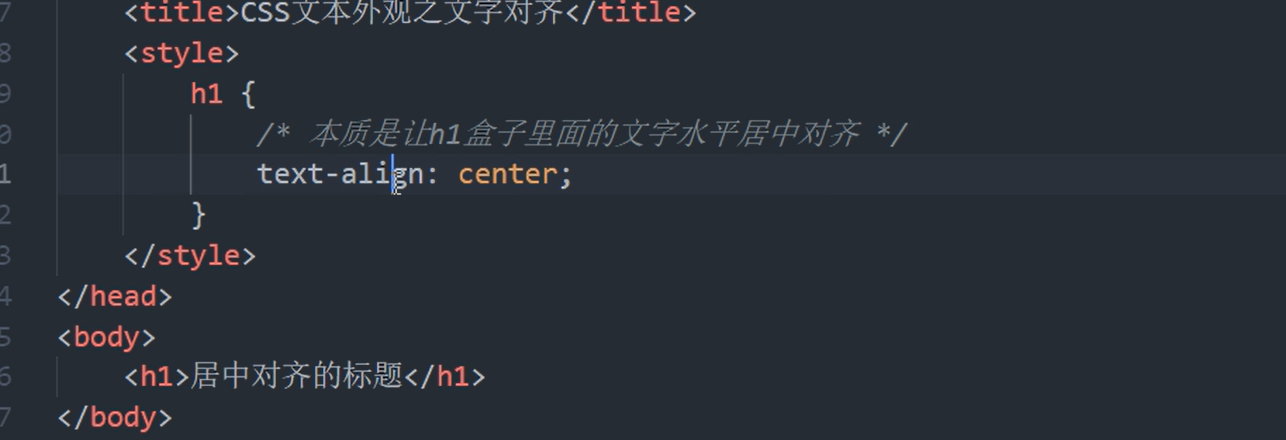 7 <title>CSS文本外观之文字对齐</title>
8 <style>
9 h1 {
0 /* 本质是让h1盒子里面的文字水平居中对齐 */
1 text-align: center;
2 }
3 </style>
4 </head>
5 <body>
6 <h1>居中对齐的标题</h1>
7 </body>